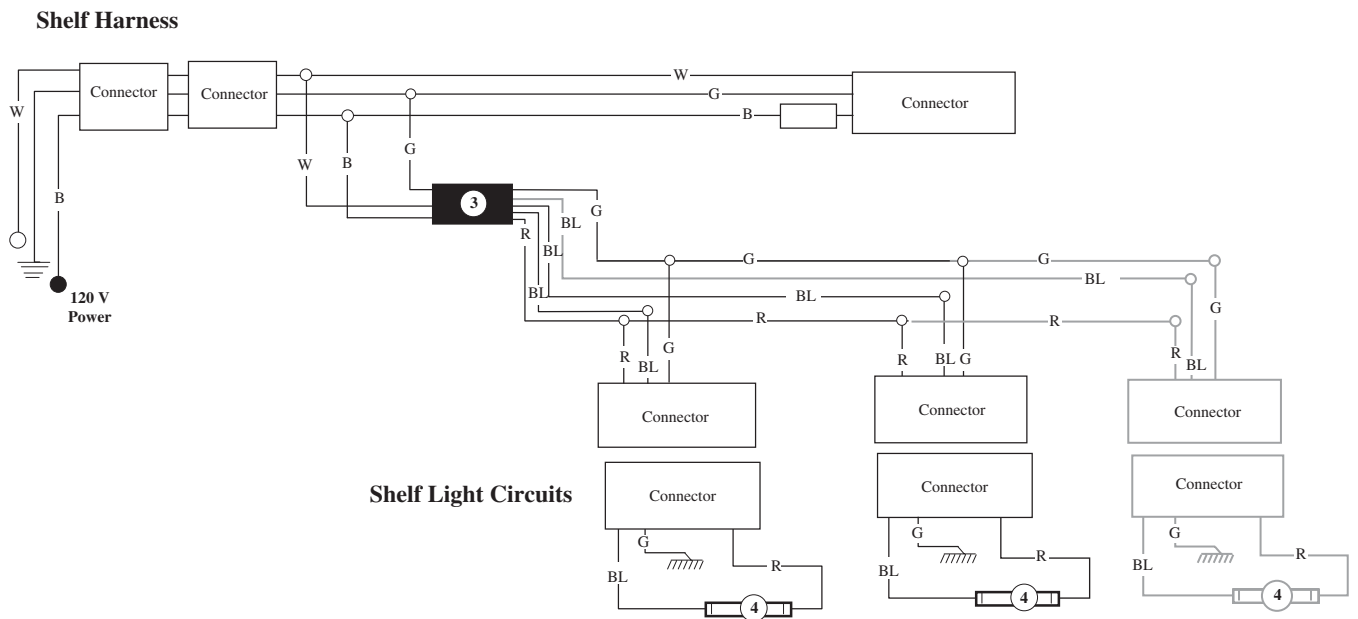 Shelf Harness
W
Connector
Connector
G
Connector
B
W
B
G
W
B
3
G
BL
R
BL
BL
G
G
BL
BL
G
R
R
120 V
Power
R
BL
G
R
BL
G
R
BL
Connector
Connector
Connector
Shelf Light Circuits
Connector
Connector
Connector
G
BL
R
4
G
BL
R
4
G
BL
R
4